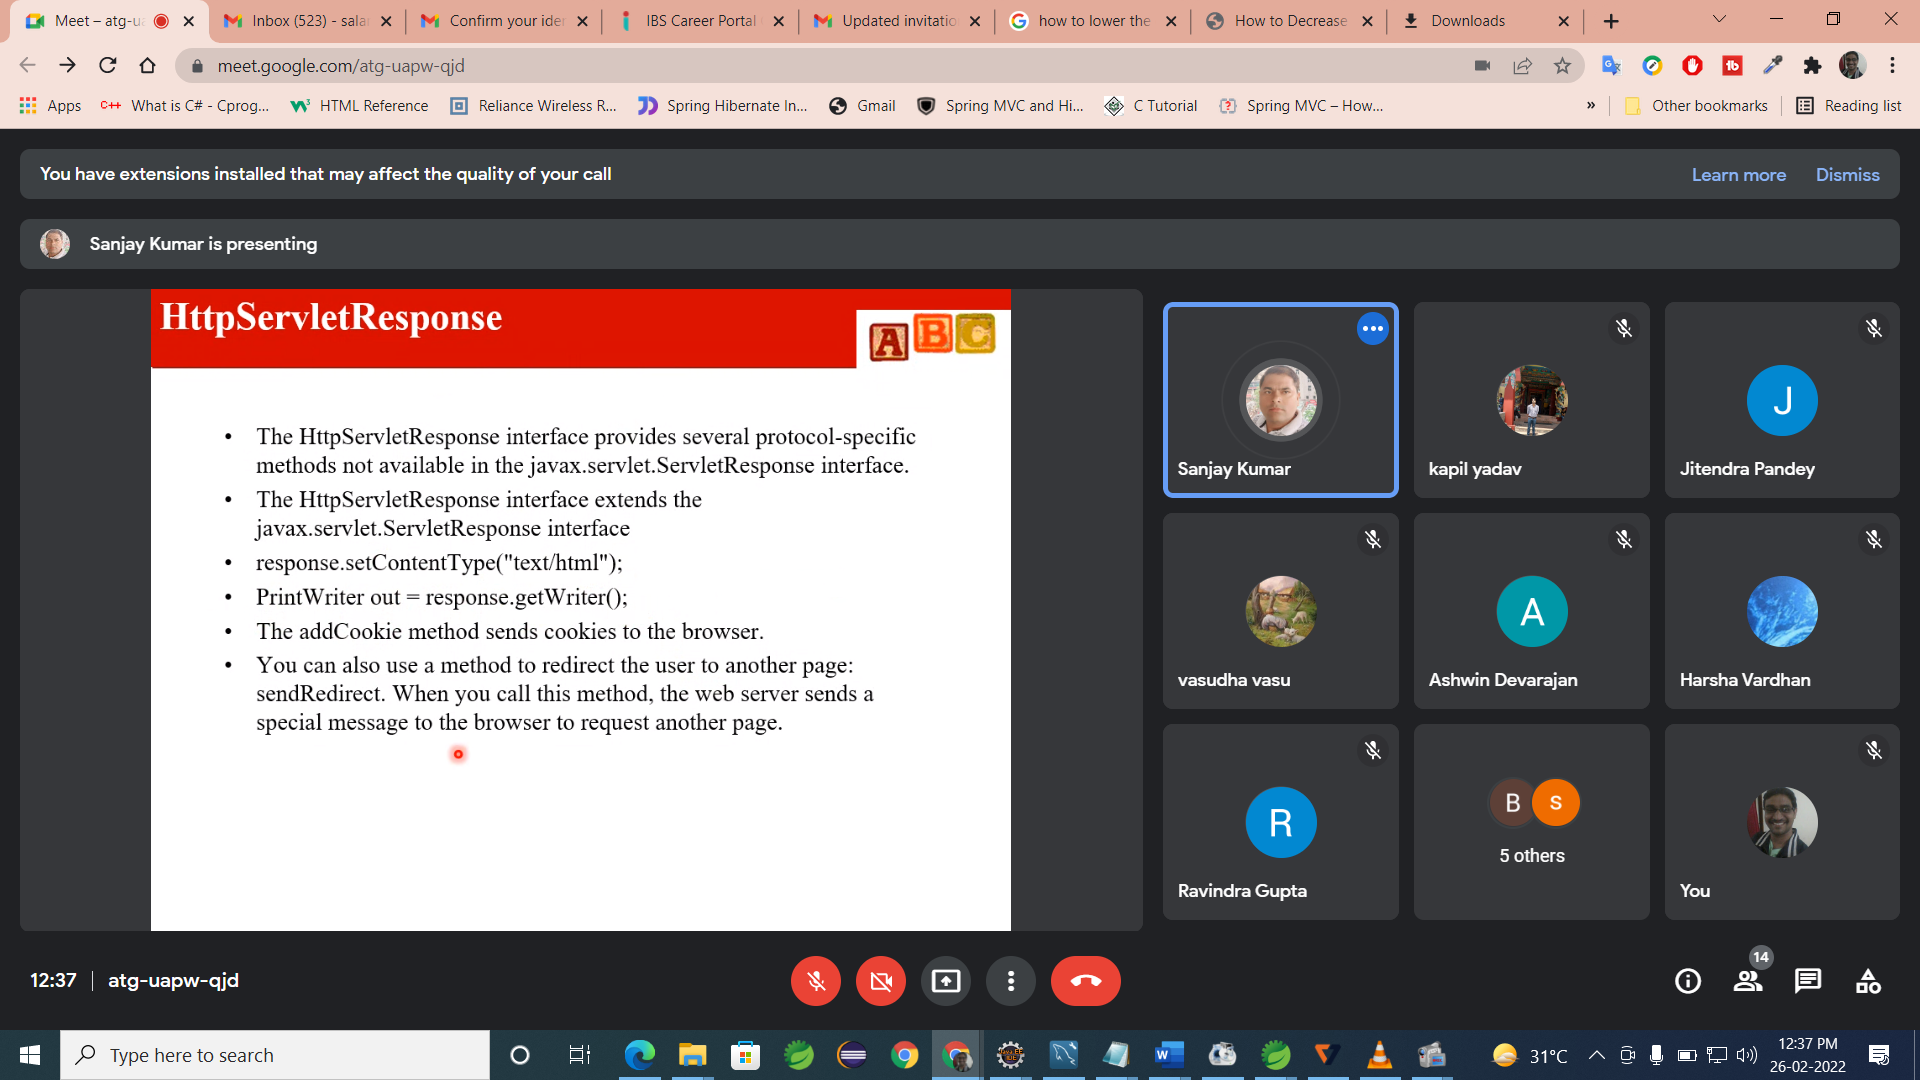 Meet – atg-ua
Inbox (523) - sala
Confirm your iden
IBS Career Portal
Updated invitatio
how to lower the
How to Decrease
Downloads
meet.google.com/atg-uapw-qjd
Apps
C++ What is C# - Cprog...
HTML Reference
Reliance Wireless R...
Spring Hibernate In...
Gmail
Spring MVC and Hi...
C Tutorial
Spring MVC – How...
»
Other bookmarks
Reading list
You have extensions installed that may affect the quality of your call
Learn more
Dismiss
Sanjay Kumar is presenting
HttpServletResponse
A B C
• The HttpServletResponse interface provides several protocol-specific
methods not available in the javax.servlet.ServletResponse interface.
• The HttpServletResponse interface extends the
javax.servlet.ServletResponse interface
• response.setContentType("text/html");
• PrintWriter out = response.getWriter();
• The addCookie method sends cookies to the browser.
• You can also use a method to redirect the user to another page:
sendRedirect. When you call this method, the web server sends a
special message to the browser to request another page.
Sanjay Kumar
kapil yadav
J
Jitendra Pandey
vasudha vasu
A
Ashwin Devarajan
Harsha Vardhan
R
Ravindra Gupta
B S
5 others
You
12:37 | atg-uapw-qjd
14
Type here to search
31°C
12:37 PM
26-02-2022